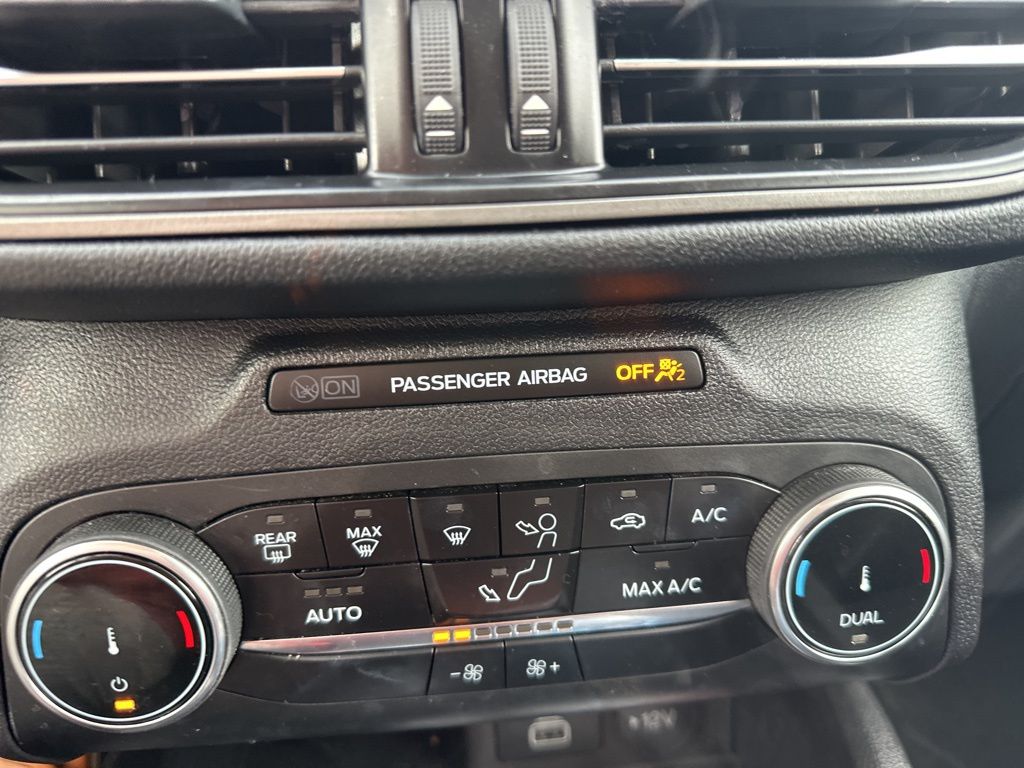 ON PASSENGER AIRBAG OFF 2
REAR MAX A/C
AUTO MAX A/C
DUAL
- +
12V